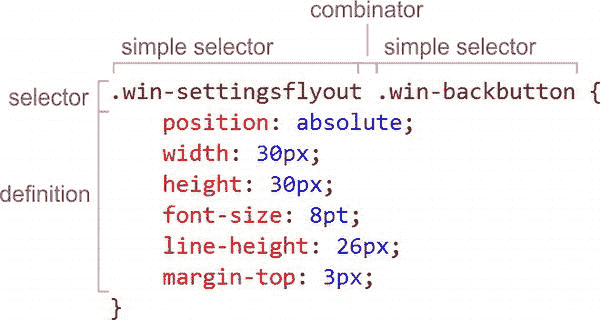 combinator
simple selector simple selector
selector .win-settingsflyout .win-backbutton {
position: absolute;
width: 30px;
definition height: 30px;
font-size: 8pt;
line-height: 26px;
margin-top: 3px;
}